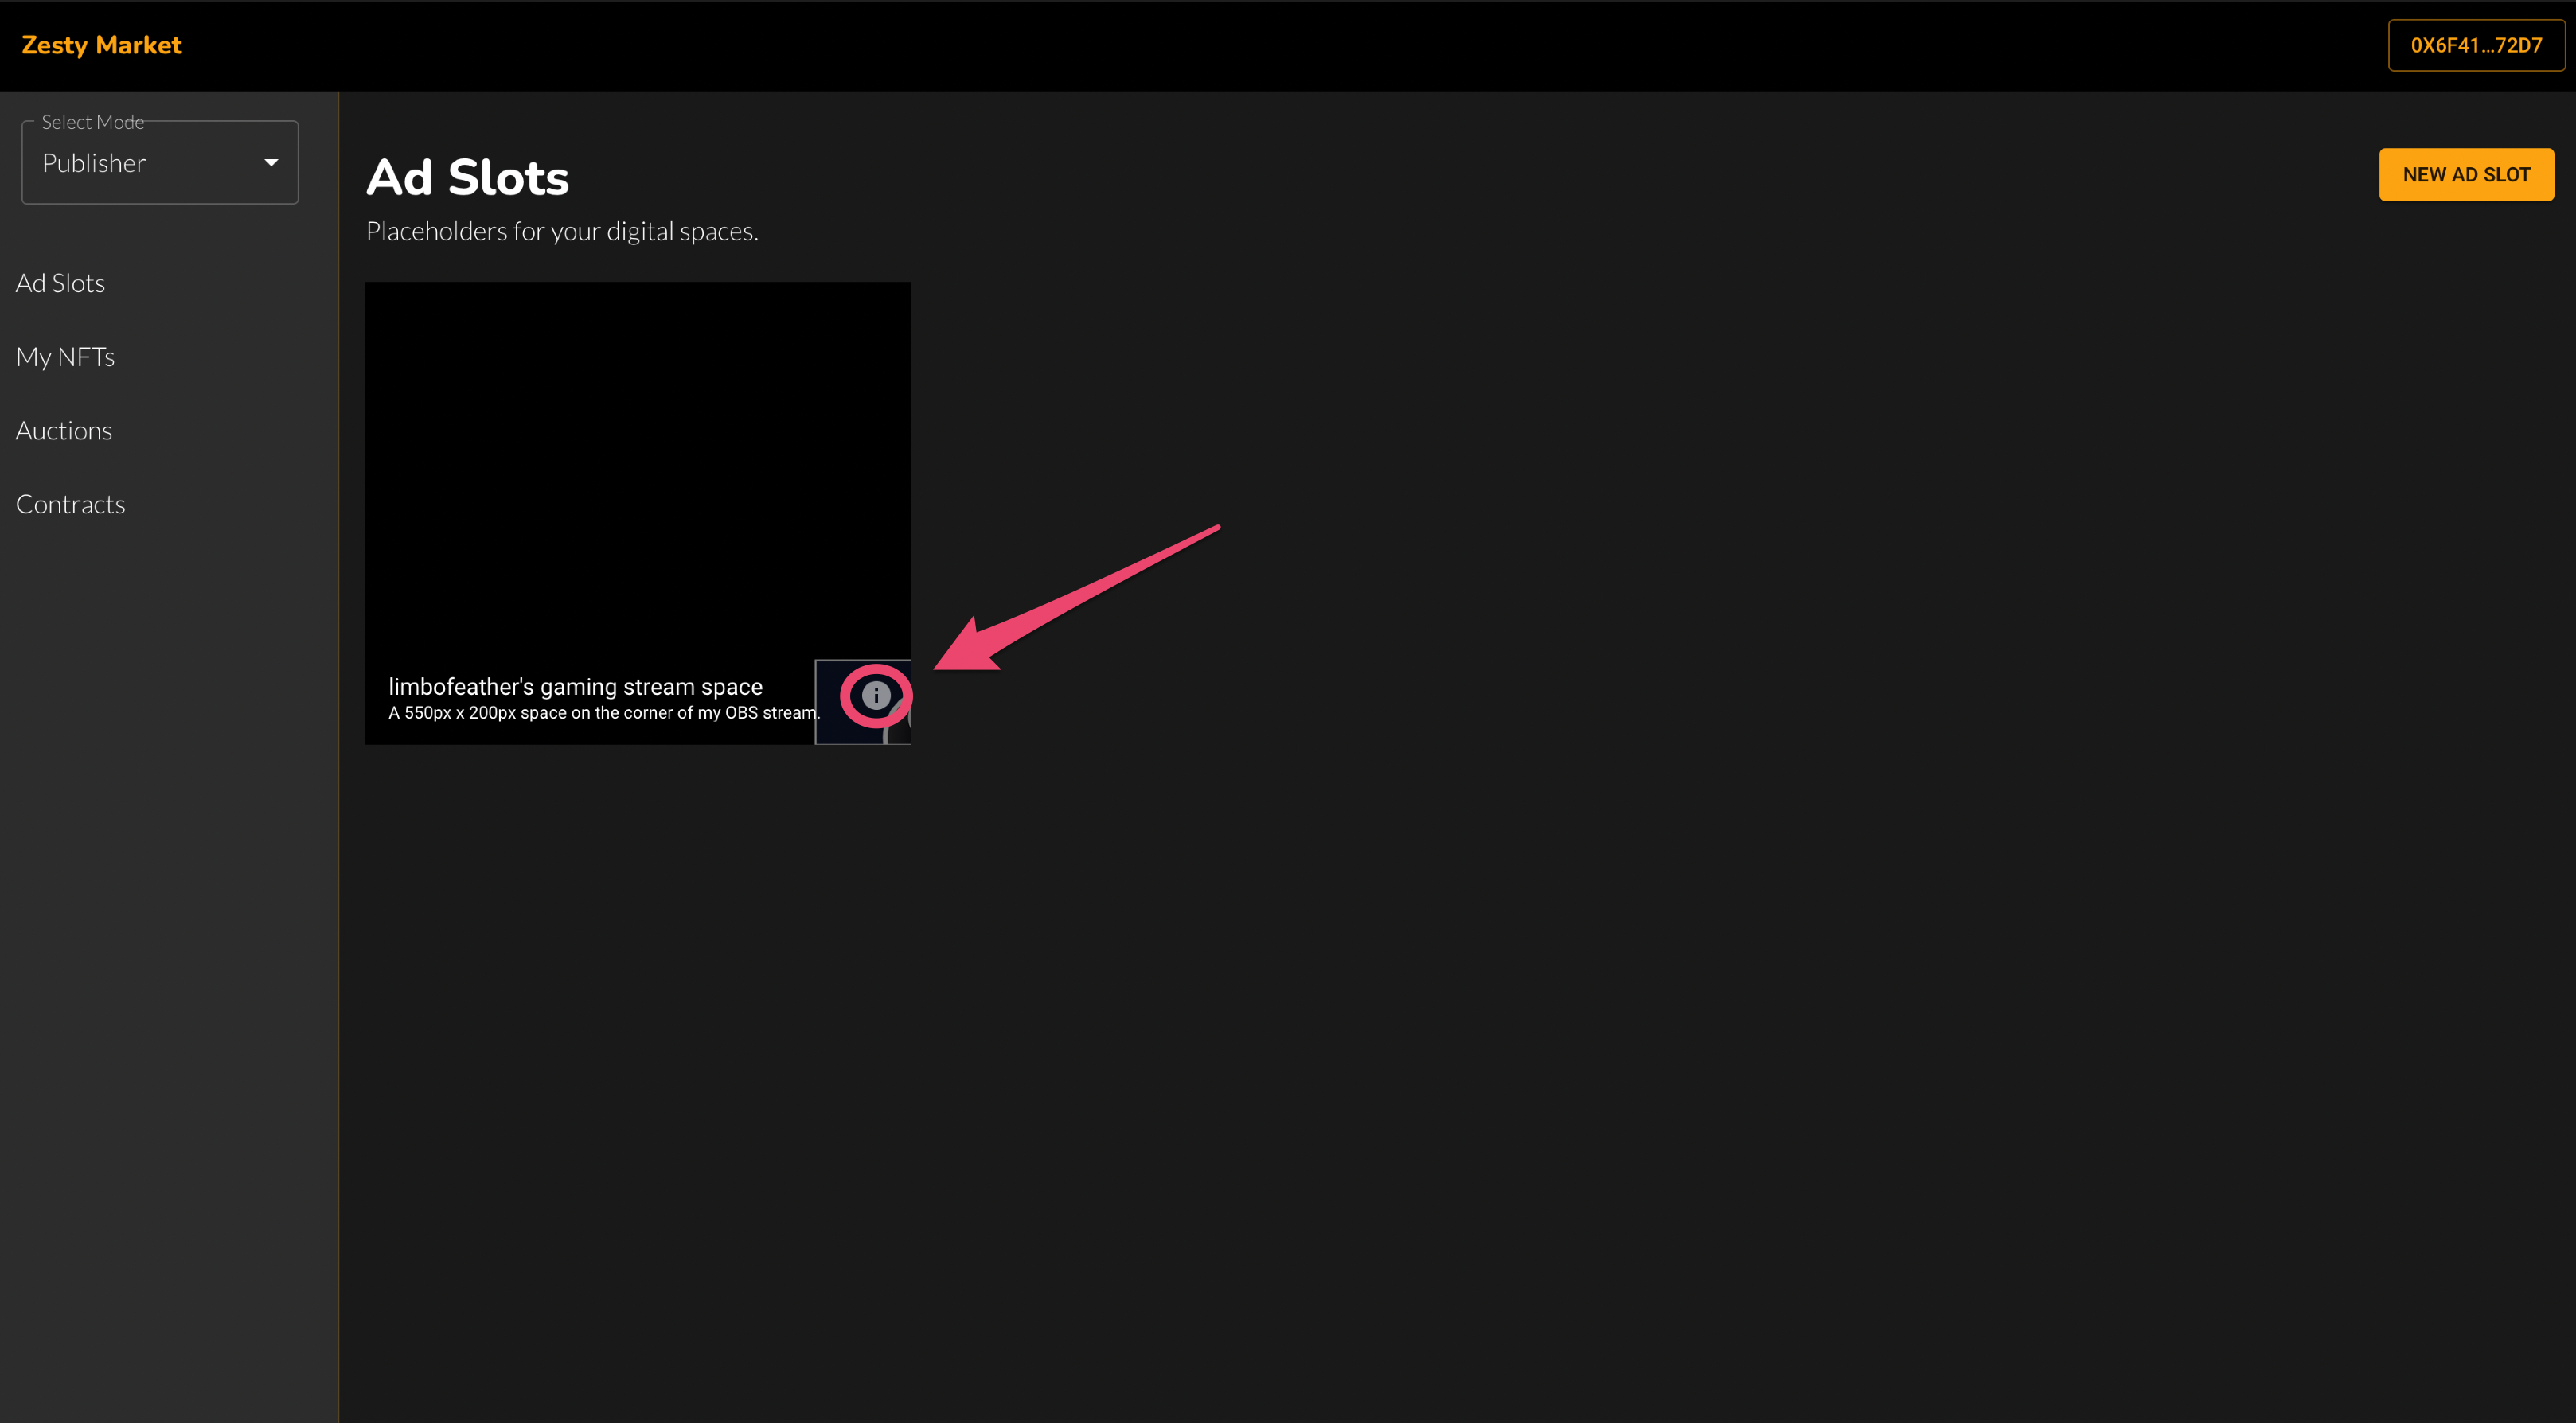 Zesty Market
0X6F41...72D7
Select Mode
Publisher
Ad Slots
My NFTs
Auctions
Contracts
Ad Slots
NEW AD SLOT
Placeholders for your digital spaces.
limbofeather's gaming stream space
A 550px x 200px space on the corner of my OBS stream.
i